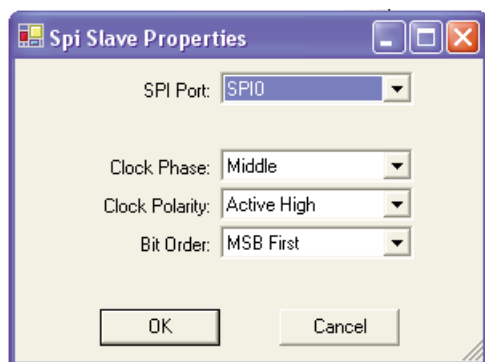 Spi Slave Properties
SPI Port: SPI0
Clock Phase: Middle
Clock Polarity: Active High
Bit Order: MSB First
OK Cancel